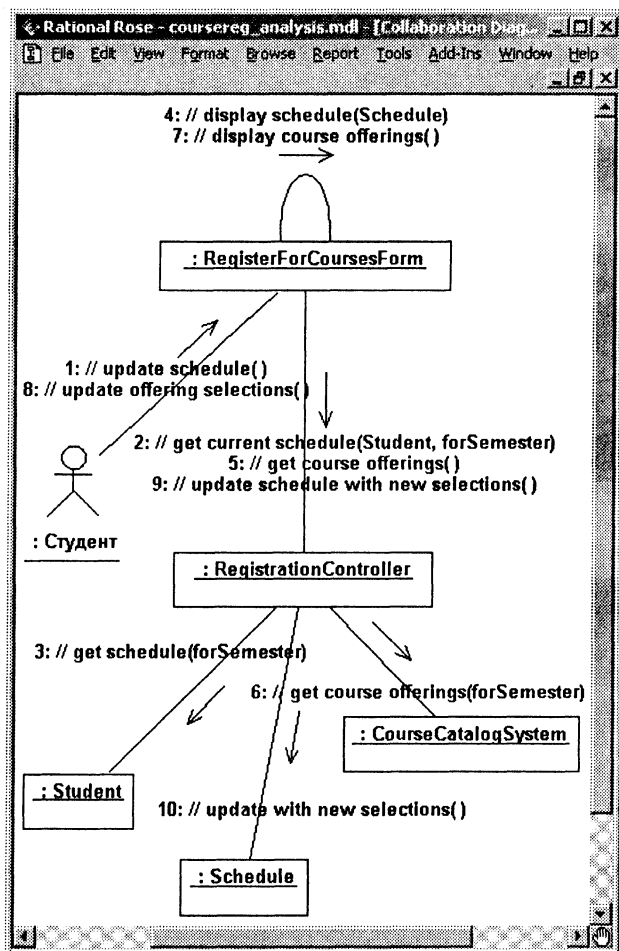 Rational Rose - coursereg_analysis.mdl - [Collaboration Diag...
File Edit View Format Browse Report Tools Add-Ins Window Help
4: // display schedule(Schedule)
7: // display course offerings( )
: RegisterForCoursesForm
1: // update schedule( )
8: // update offering selections( )
2: // get current schedule(Student, forSemester)
5: // get course offerings( )
9: // update schedule with new selections( )
: Студент
: RegistrationController
3: // get schedule(forSemester)
6: // get course offerings(forSemester)
: CourseCatalogSystem
: Student
10: // update with new selections( )
: Schedule